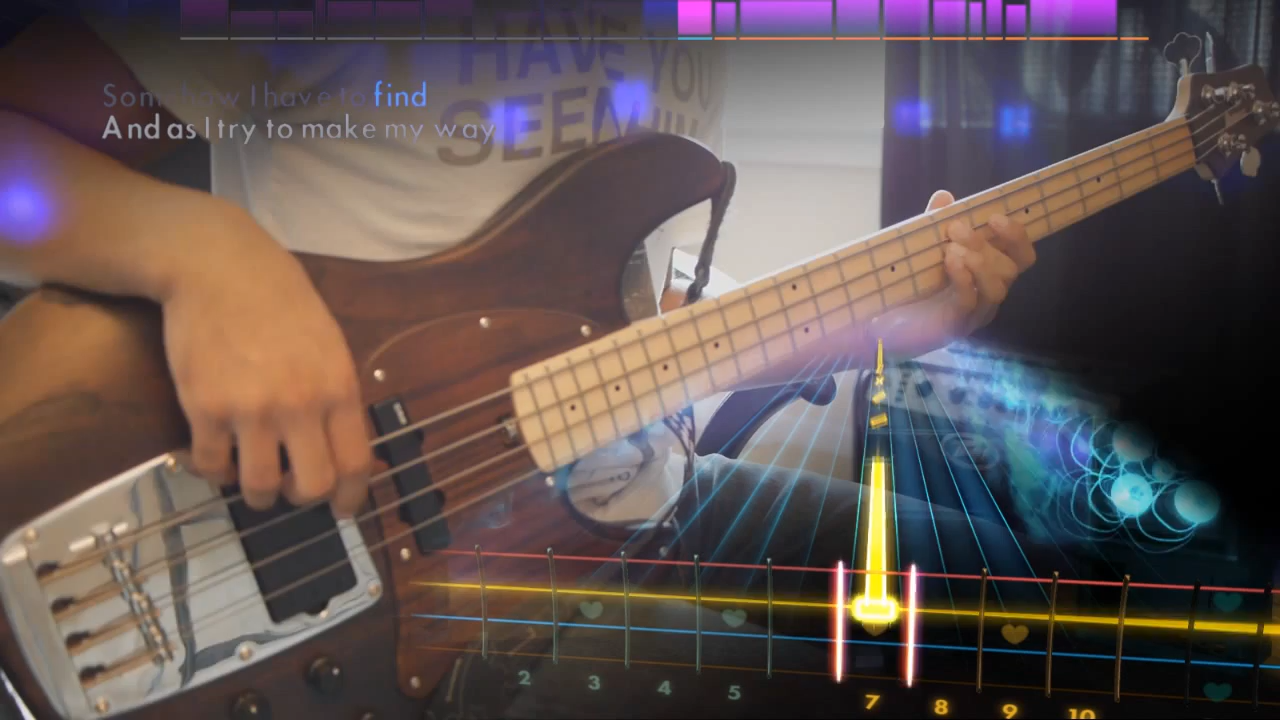 HAVE YOU
SEEN
Somehow I have to find
And as I try to make my way
2 3 4 5 7 8 9 10